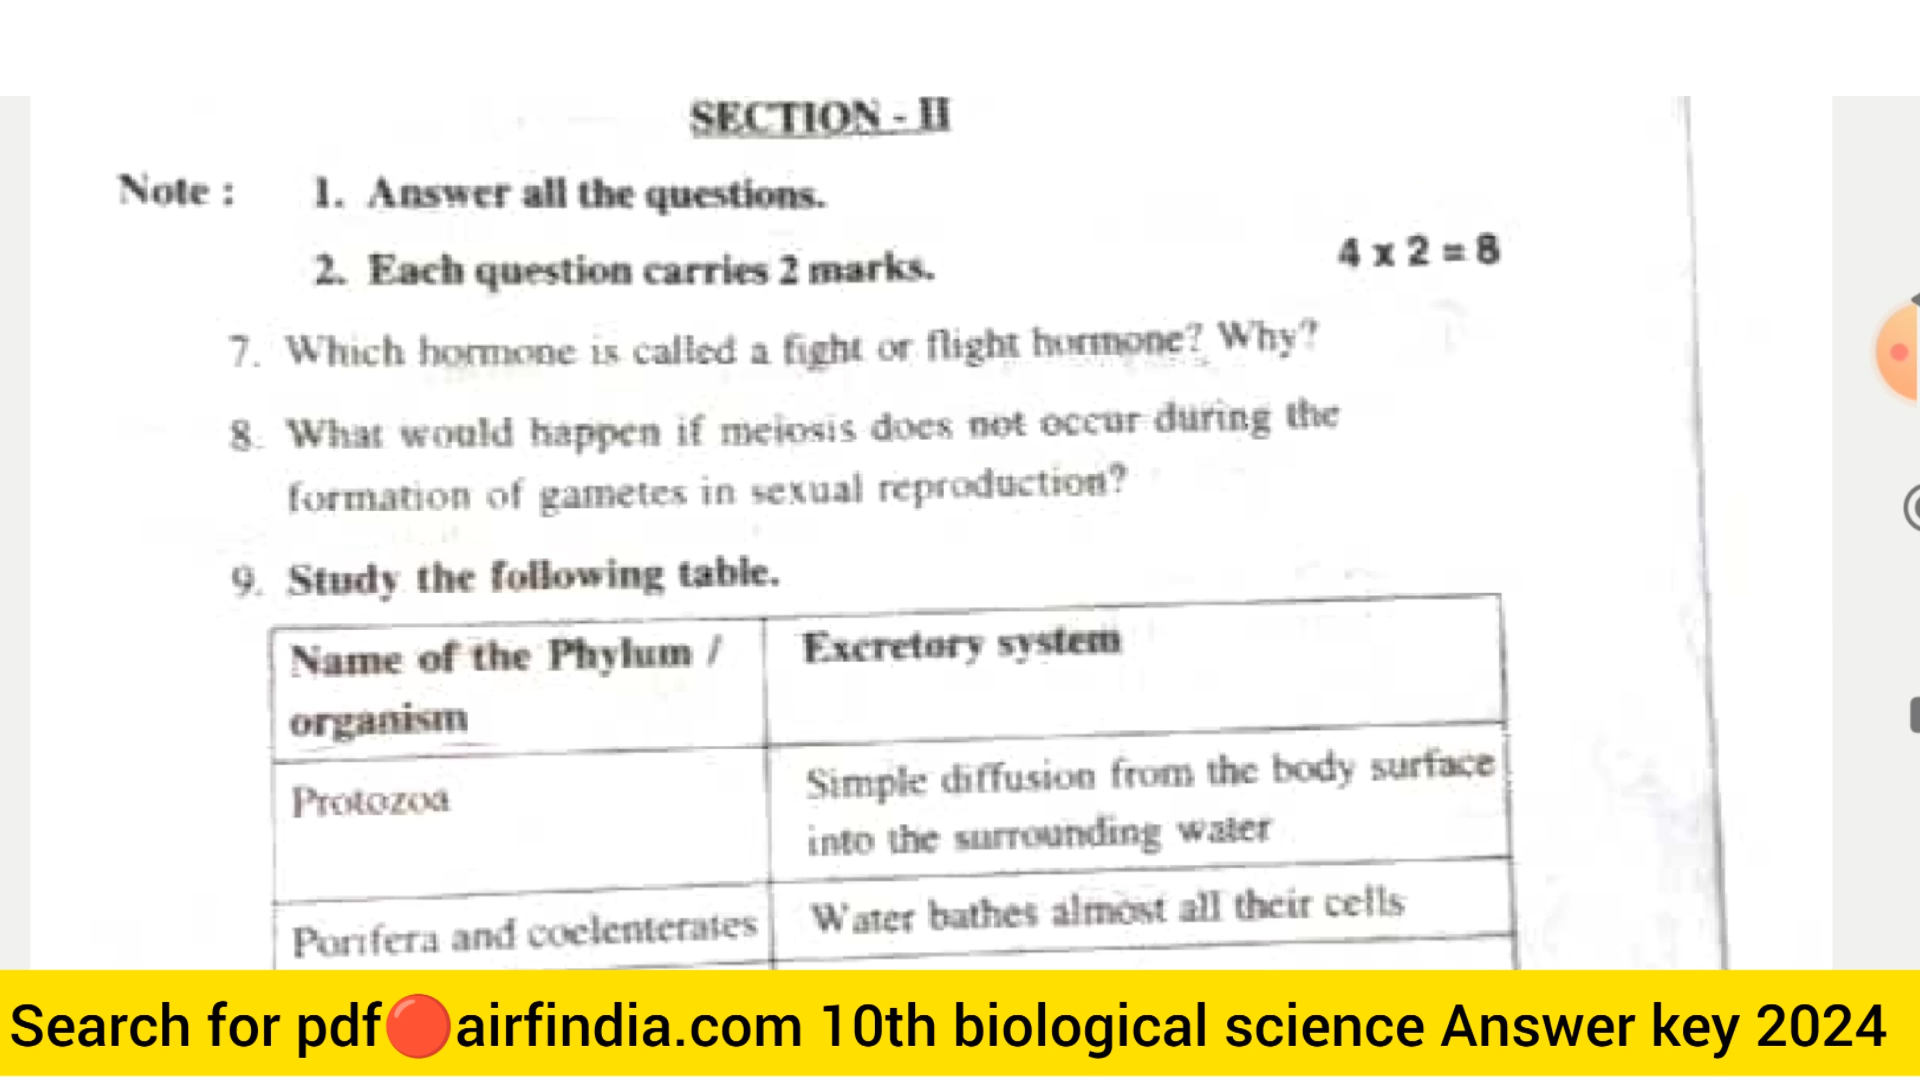 SECTION - II
Note : 1. Answer all the questions.
2. Each question carries 2 marks. 4 x 2 = 8
7. Which hormone is called a fight or flight hormone? Why?
8. What would happen if meiosis does not occur during the
formation of gametes in sexual reproduction?
9. Study the following table.
Name of the Phylum / Excretory system
organism
Protozoa Simple diffusion from the body surface
into the surrounding water
Porifera and coelenterates Water bathes almost all their cells
Search for pdf🔴airfindia.com 10th biological science Answer key 2024